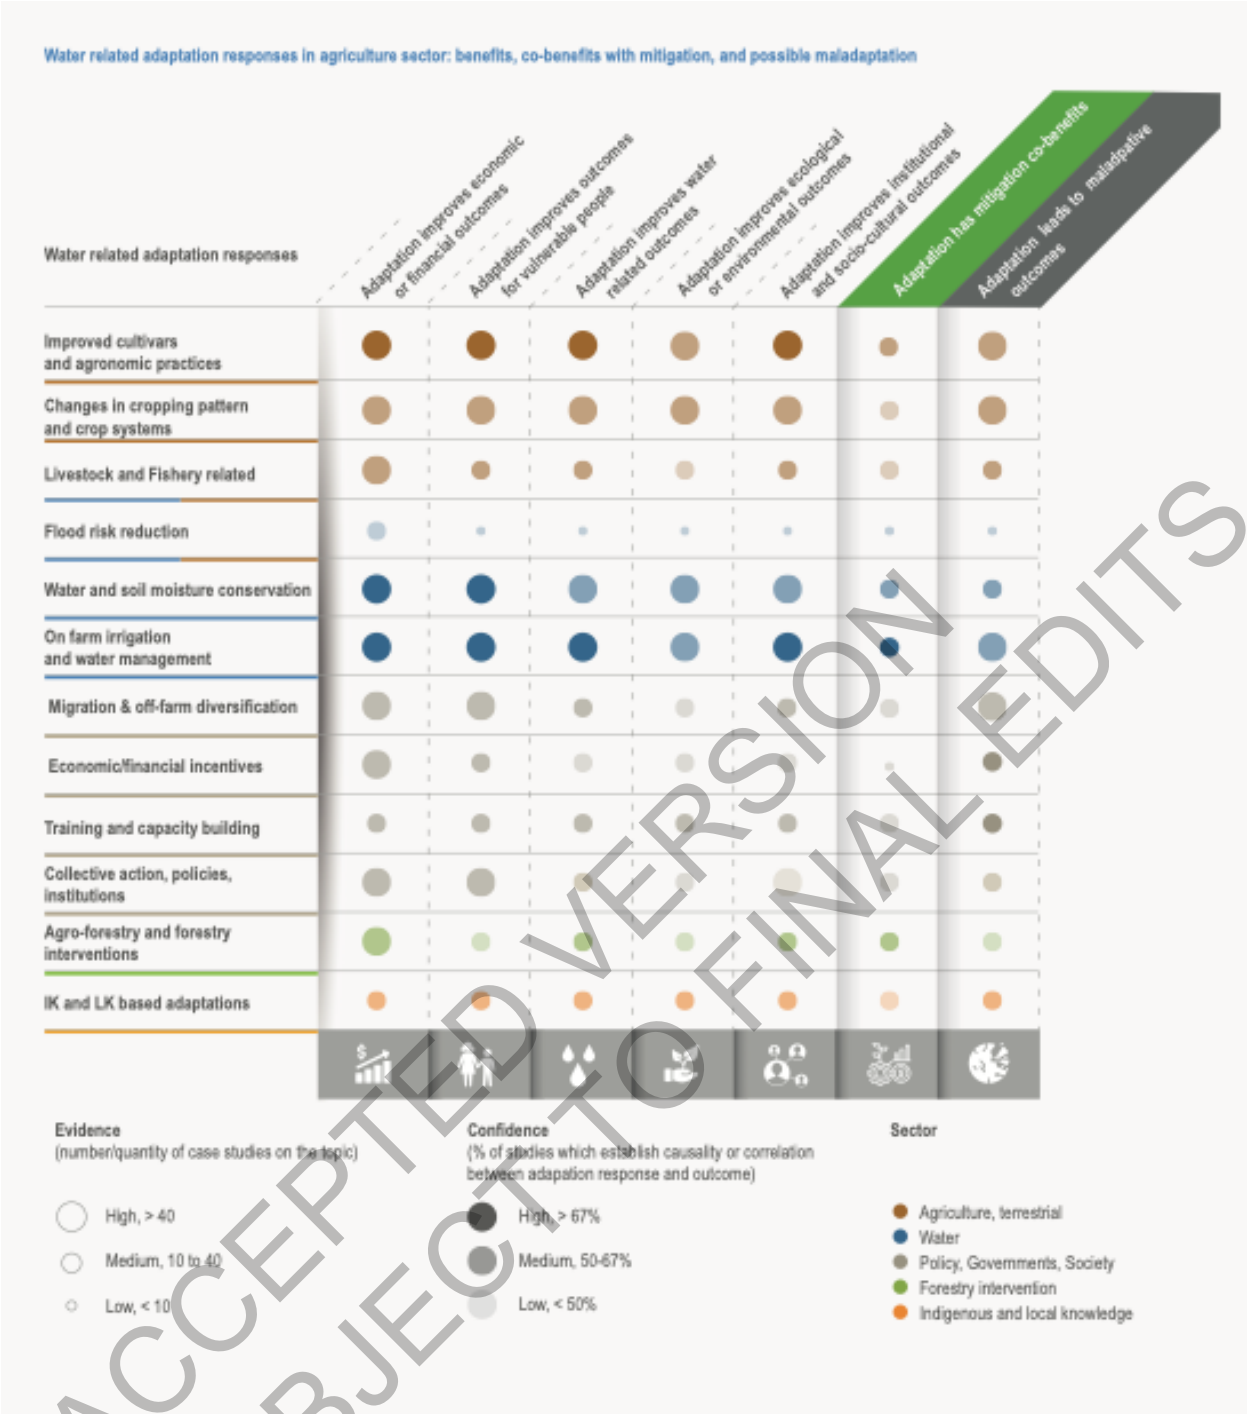 Water related adaptation responses in agriculture sector: benefits, co-benefits with mitigation, and possible maladaptation
Water related adaptation responses
Adaptation improves economic
or financial outcomes
Adaptation improves outcomes
for vulnerable people
Adaptation improves water
related outcomes
Adaptation improves ecological
or environmental outcomes
Adaptation improves institutional
and socio-cultural outcomes
Adaptation has mitigation co-benefits
Adaptation leads to maladpative
outcomes
Improved cultivars
and agronomic practices
Changes in cropping pattern
and crop systems
Livestock and Fishery related
Flood risk reduction
Water and soil moisture conservation
On farm irrigation
and water management
Migration & off-farm diversification
Economic/financial incentives
Training and capacity building
Collective action, policies,
institutions
Agro-forestry and forestry
interventions
IK and LK based adaptations
$
Evidence
(number/quantity of case studies on the topic)
High, > 40
Medium, 10 to 40
Low, < 10
Confidence
(% of studies which establish causality or correlation
between adapation response and outcome)
High, > 67%
Medium, 50-67%
Low, < 50%
Sector
Agriculture, terrestrial
Water
Policy, Governments, Society
Forestry intervention
Indigenous and local knowledge
ACCEPTED VERSION
BJECT TO FINAL EDITS